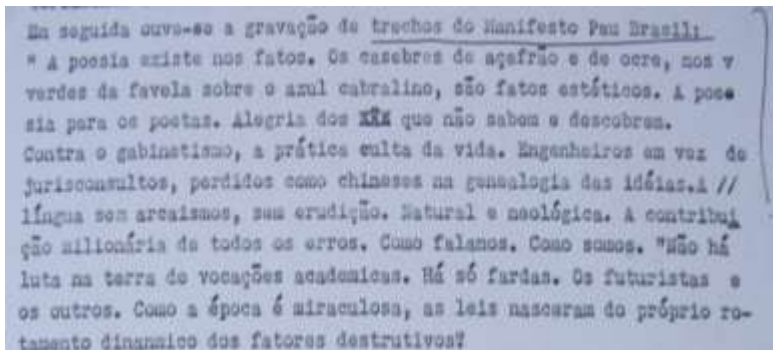 Em seguida ouve-se a gravação de trechos do Manifesto Pau Brasil:
" A poesia existe nos fatos. Os casebres de açafrão e de ocre, nos v
verdes da favela sobre o azul cabralino, são fatos estéticos. A poe
sia para os poetas. Alegria dos XXX que não sabem e descobrem.
Contra o gabinetismo, a prática culta da vida. Engenheiros em vez de
jurisconsultos, perdidos como chineses na genealogia das idéias.A //
língua sem arcaismos, sem erudição. Natural e neológica. A contribui
ção milionária de todos os erros. Como falamos. Como somos. "Não há
luta na terra de vocações academicas. Há só fardas. Os futuristas e
os outros. Como a época é miraculosa, as leis nasceram do próprio ro-
tamento dinammico dos fatores destrutivos"